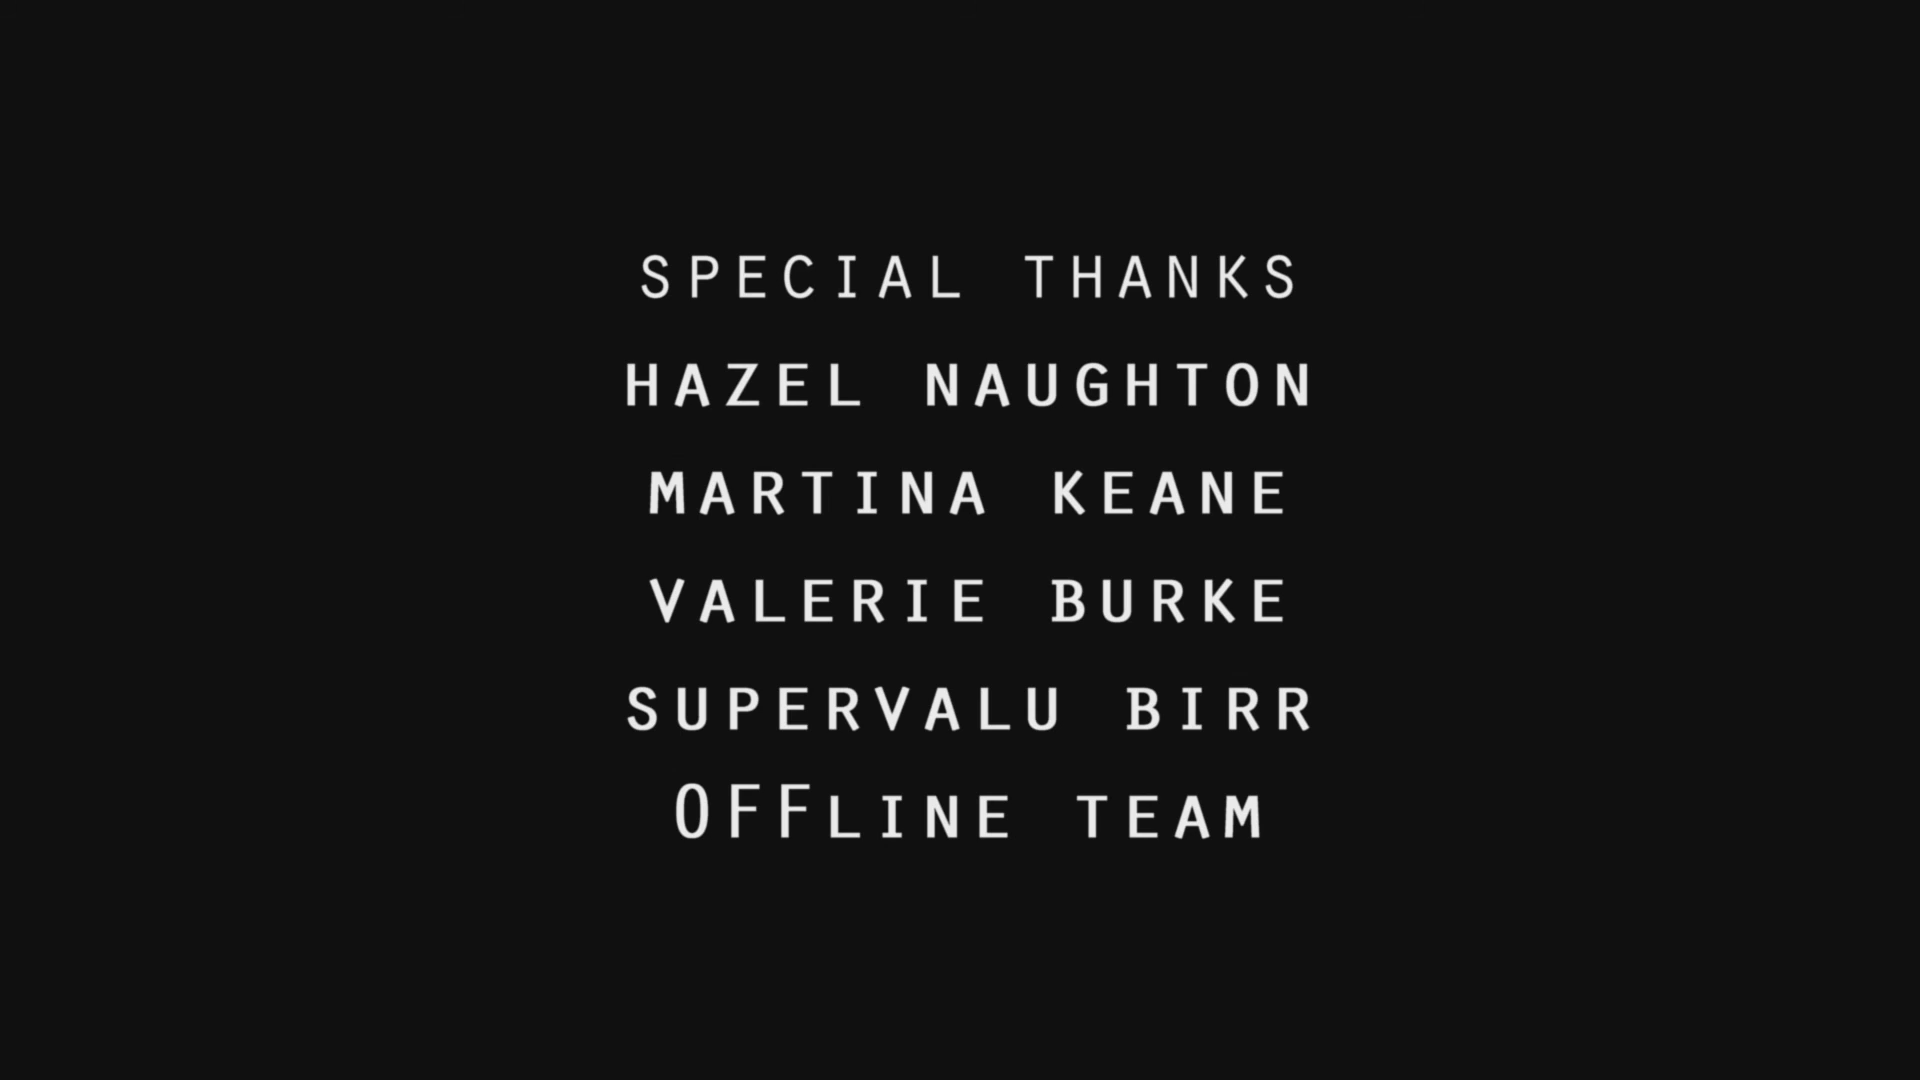 SPECIAL THANKS
HAZEL NAUGHTON
MARTINA KEANE
VALERIE BURKE
SUPERVALU BIRR
OFFLINE TEAM